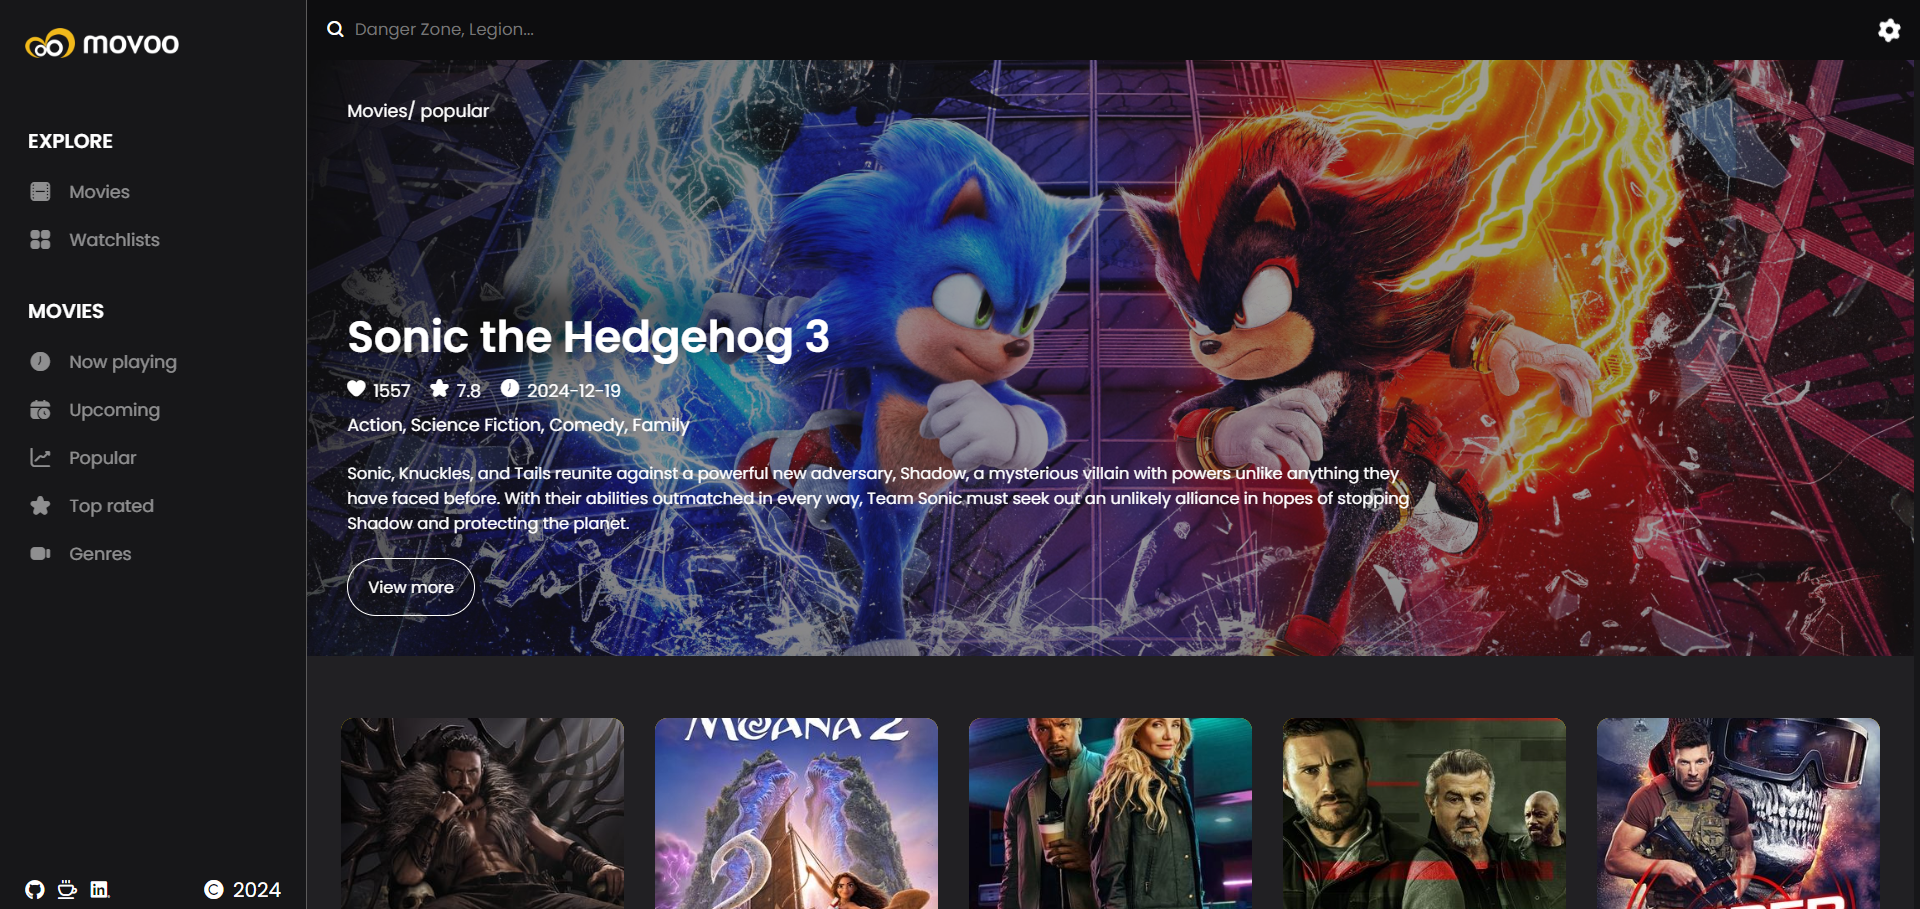 movoo
Danger Zone, Legion...
EXPLORE
Movies
Watchlists
MOVIES
Now playing
Upcoming
Popular
Top rated
Genres
Movies/ popular
Sonic the Hedgehog 3
1557 7.8 2024-12-19
Action, Science Fiction, Comedy, Family
Sonic, Knuckles, and Tails reunite against a powerful new adversary, Shadow, a mysterious villain with powers unlike anything they
have faced before. With their abilities outmatched in every way, Team Sonic must seek out an unlikely alliance in hopes of stopping
Shadow and protecting the planet.
View more
MOANA 2
in
© 2024